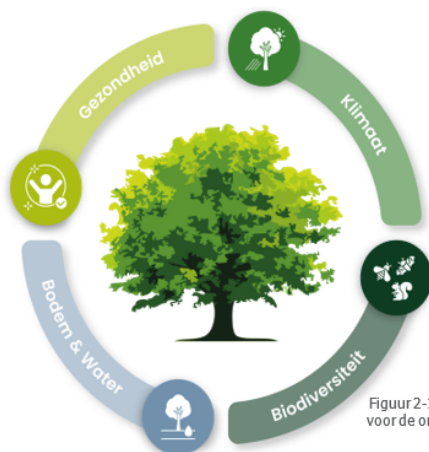 Gezondheid
Klimaat
Bodem & Water
Biodiversiteit
Figuur 2-
voor de